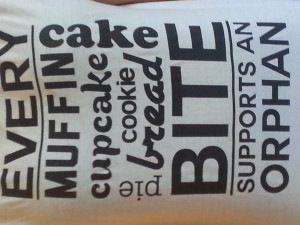 EVERY
MUFFIN
cake
cupcake
cookie
pie bread
BITE
SUPPORTS AN
ORPHAN